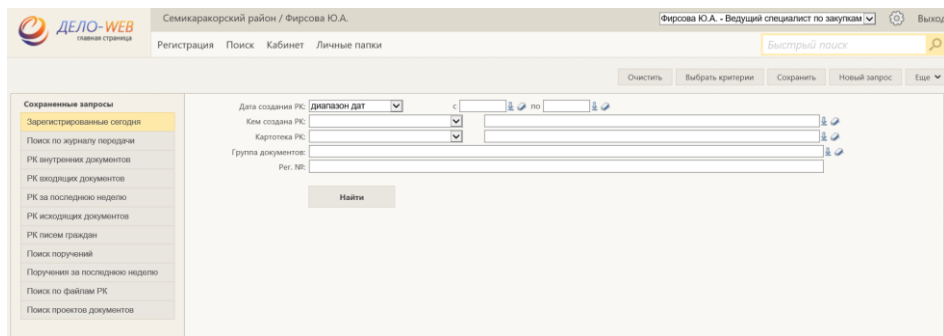 ДЕЛО-WEB
главная страница
Семикаракорский район / Фирсова Ю.А.
Фирсова Ю.А. - Ведущий специалист по закупкам
Выход
Регистрация Поиск Кабинет Личные папки
Быстрый поиск
Очистить Выбрать критерии Сохранить Новый запрос Еще
Сохраненные запросы
Зарегистрированные сегодня
Поиск по журналу передачи
РК внутренних документов
РК входящих документов
РК за последнюю неделю
РК исходящих документов
РК писем граждан
Поиск поручений
Поручения за последнюю неделю
Поиск по файлам РК
Поиск проектов документов
Дата создания РК: диапазон дат с по
Кем создана РК:
Картотека РК:
Группа документов:
Рег. №:
Найти